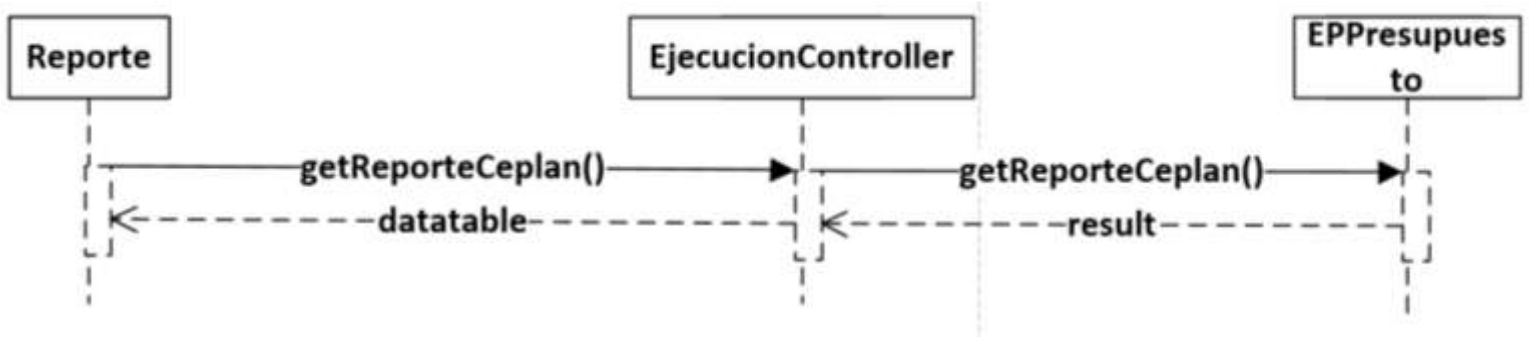 Reporte
EjecucionController
EPPresupues
to
getReporteCeplan()
getReporteCeplan()
datatable
result